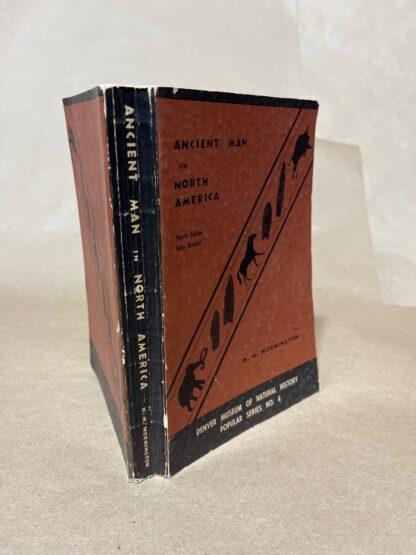 ANCIENT MAN IN NORTH AMERICA
H. M. WORMINGTON
ANCIENT MAN
IN
NORTH
AMERICA
Fourth Edition
Fully Revised
BY
H. M. WORMINGTON
DENVER MUSEUM OF NATURAL HISTORY
POPULAR SERIES, NO. 4